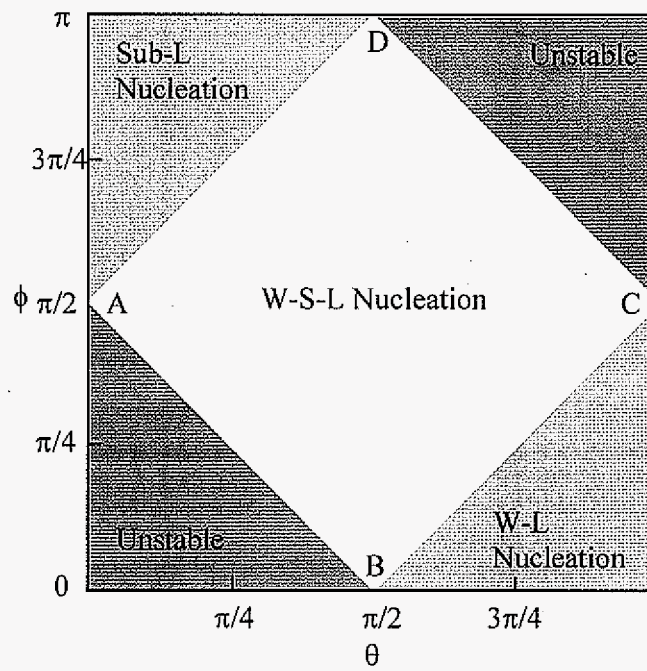 π
Sub-L
Nucleation
D
Unstable
3π/4
ϕ π/2
A
W-S-L Nucleation
C
π/4
Unstable
B
W-L
Nucleation
0
π/4
π/2
3π/4
θ